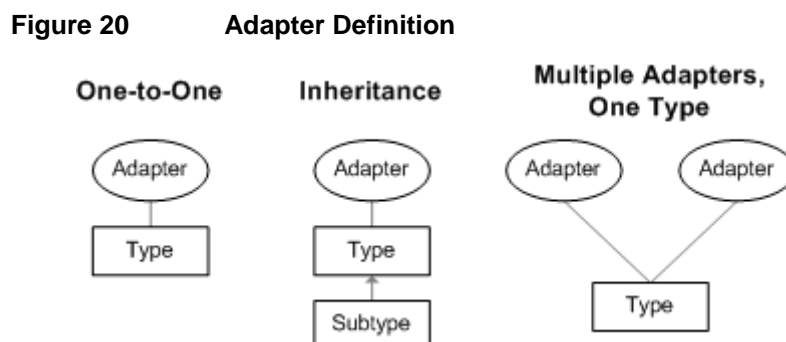 Figure 20 Adapter Definition
One-to-One
Inheritance
Multiple Adapters,
One Type
Adapter
Type
Adapter
Type
Subtype
Adapter
Adapter
Type